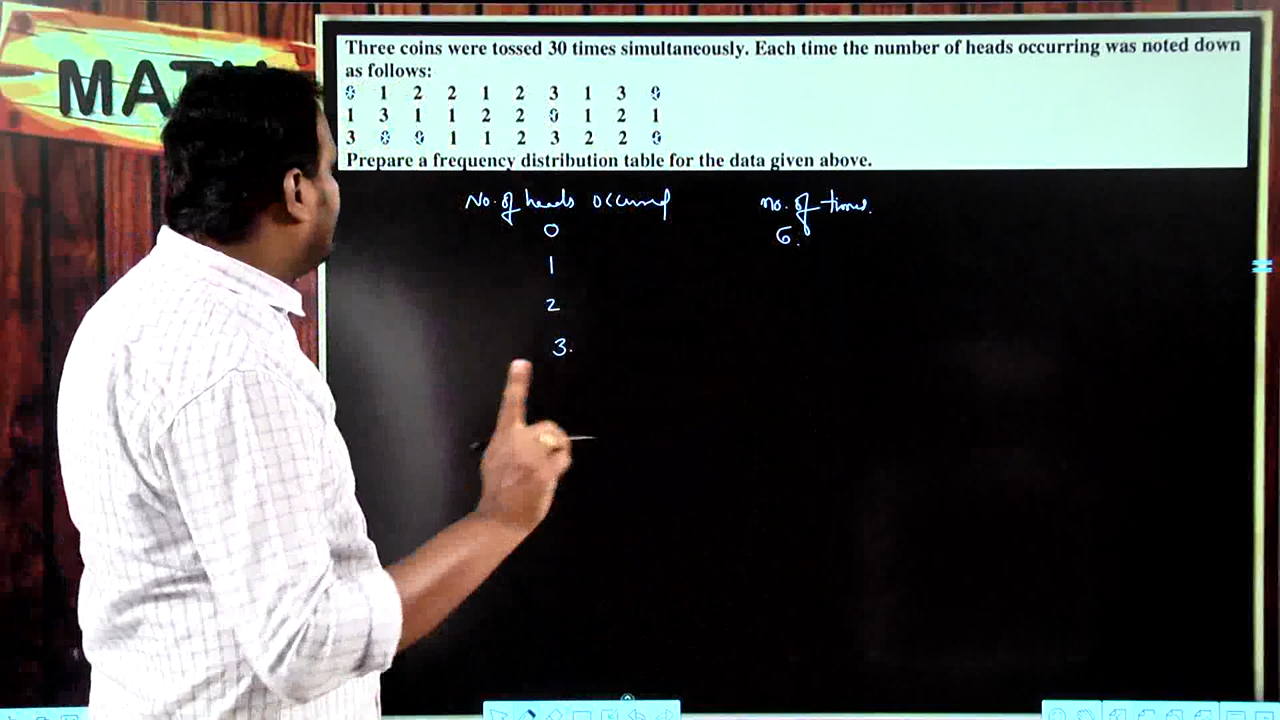 MAT
Three coins were tossed 30 times simultaneously. Each time the number of heads occurring was noted down
as follows:
0 1 2 2 1 2 3 1 3 0
1 3 1 1 2 2 0 1 2 1
3 0 0 1 1 2 3 2 2 0
Prepare a frequency distribution table for the data given above.
No. of heads occurred no. of times.
0 6.
1
2
3.